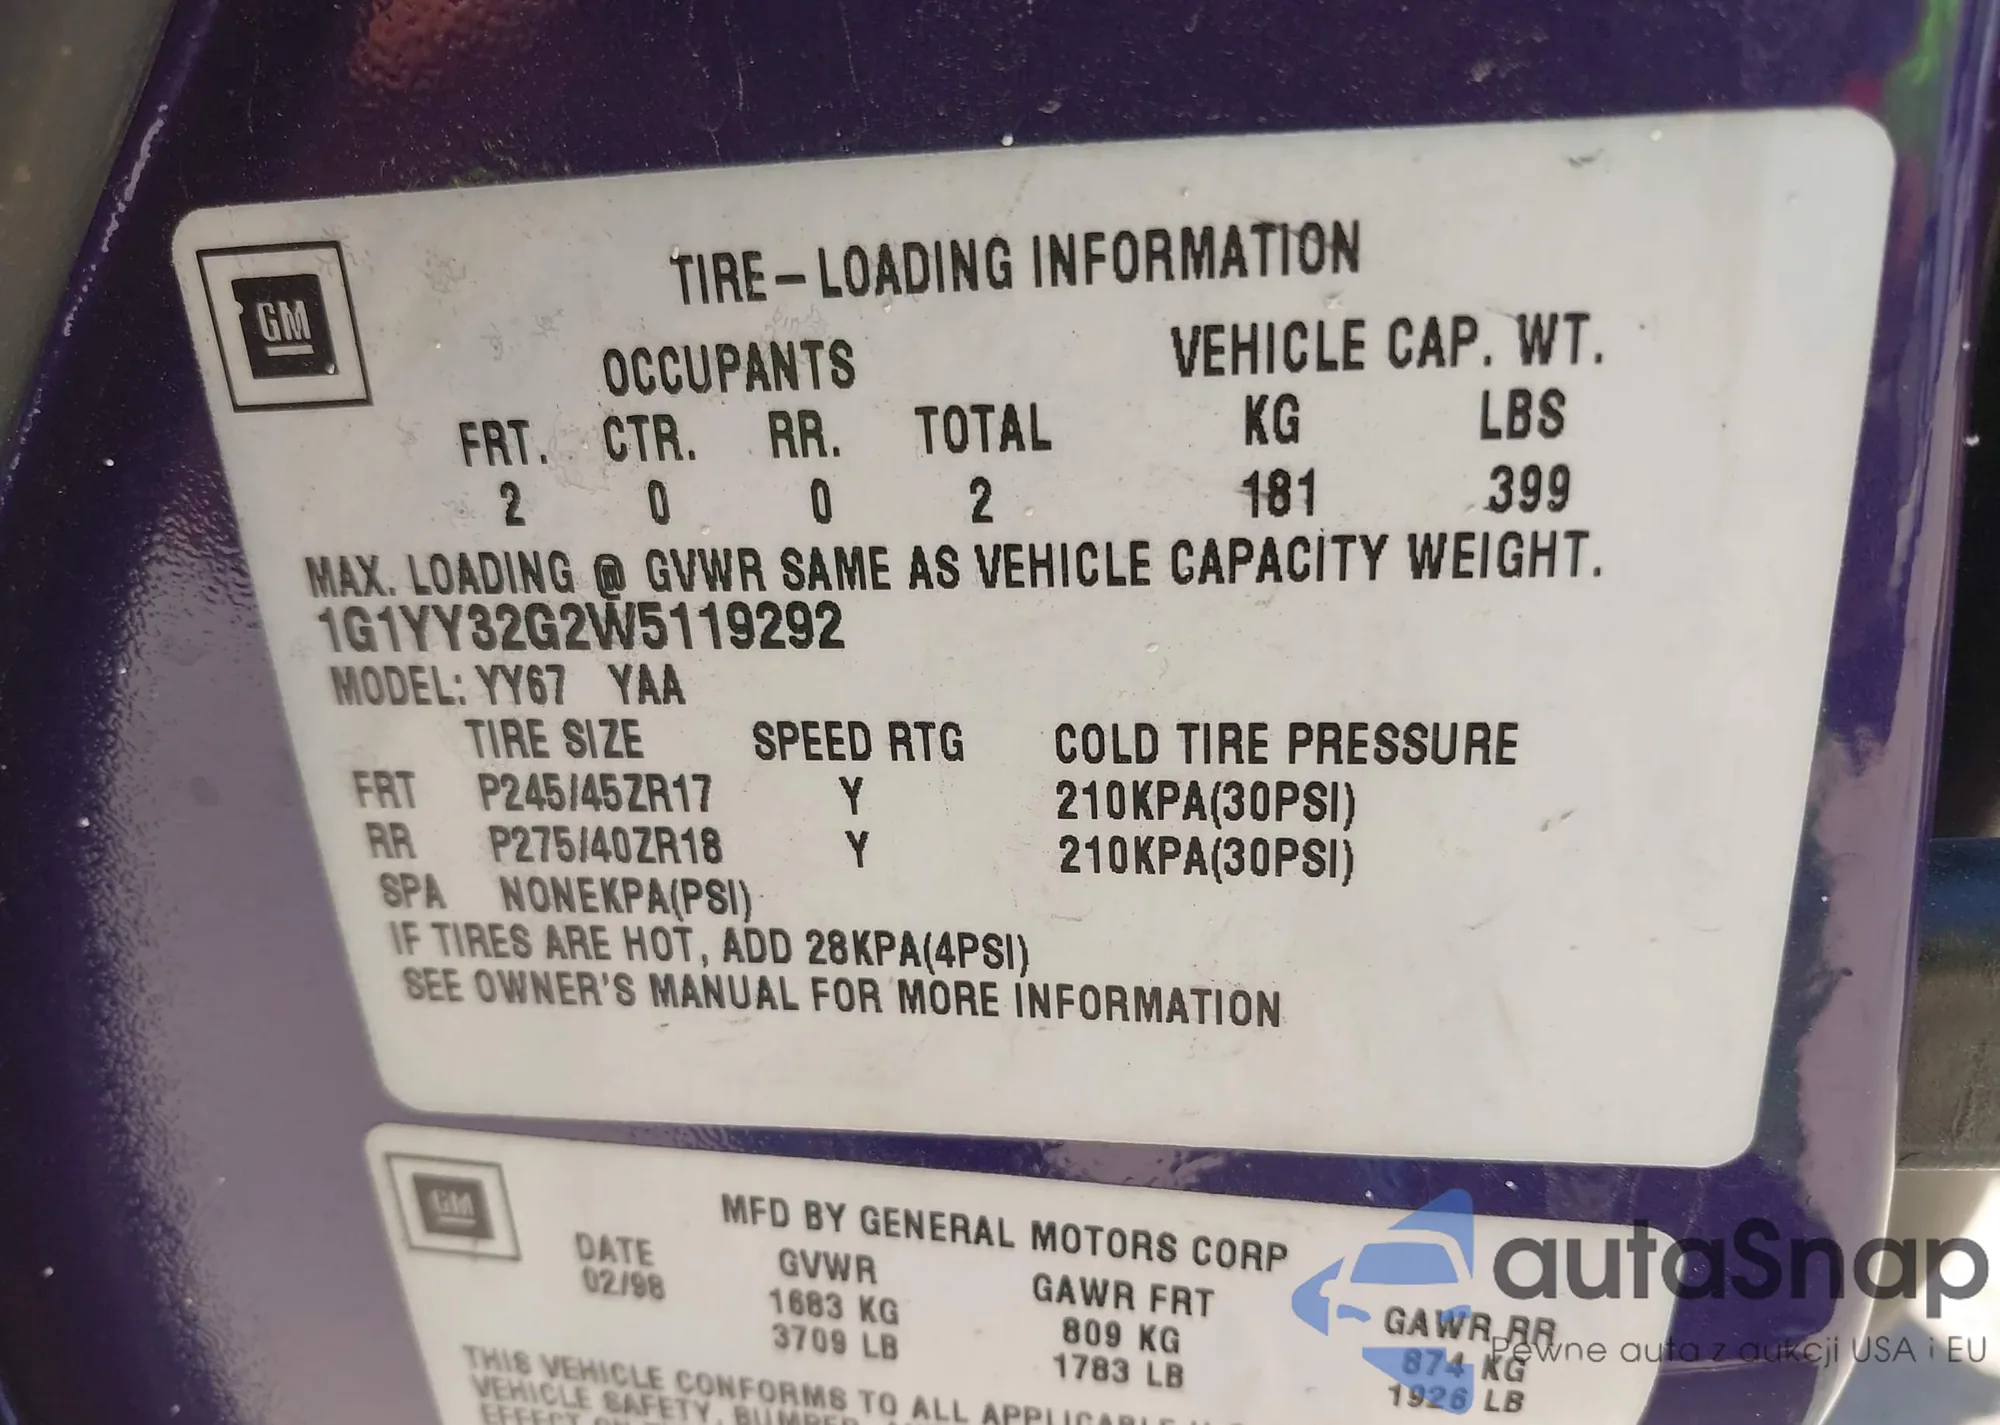 GM
TIRE-LOADING INFORMATION
OCCUPANTS VEHICLE CAP. WT.
FRT. CTR. RR. TOTAL KG LBS
2 0 0 2 181 399
MAX. LOADING @ GVWR SAME AS VEHICLE CAPACITY WEIGHT.
1G1YY32G2W5119292
MODEL: YY67 YAA
TIRE SIZE SPEED RTG COLD TIRE PRESSURE
FRT P245/45ZR17 Y 210KPA(30PSI)
RR P275/40ZR18 Y 210KPA(30PSI)
SPA NONEKPA(PSI)
IF TIRES ARE HOT, ADD 28KPA(4PSI)
SEE OWNER'S MANUAL FOR MORE INFORMATION
GM
MFD BY GENERAL MOTORS CORP
DATE GVWR GAWR FRT GAWR RR
02/98 1683 KG 809 KG 874 KG
3709 LB 1783 LB 1926 LB
THIS VEHICLE CONFORMS TO ALL APPLICABLE
VEHICLE SAFETY, BUMPER,
EFFECT ON
autaSnap
Pewne auta z aukcji USA i EU